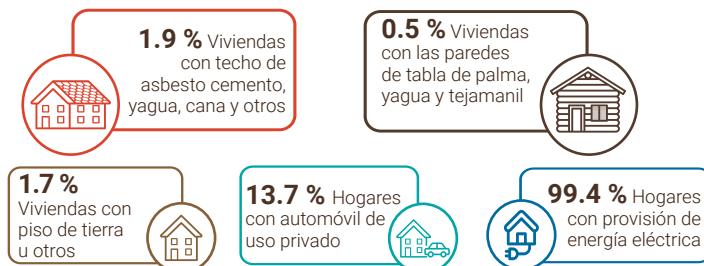 1.9 % Viviendas
con techo de
asbesto cemento,
yagua, cana y otros
0.5 % Viviendas
con las paredes
de tabla de palma,
yagua y tejamanil
1.7 %
Viviendas con
piso de tierra
u otros
13.7 % Hogares
con automóvil de
uso privado
99.4 % Hogares
con provisión de
energía eléctrica